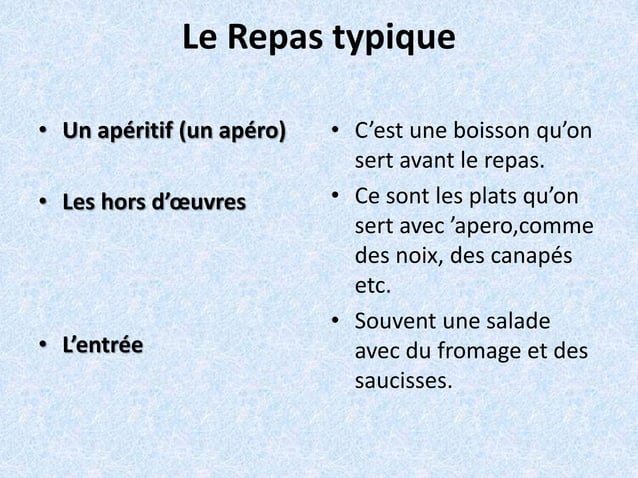 Le Repas typique
• Un apéritif (un apéro)
• Les hors d’œuvres
• L’entrée
• C’est une boisson qu’on
sert avant le repas.
• Ce sont les plats qu’on
sert avec ’apero,comme
des noix, des canapés
etc.
• Souvent une salade
avec du fromage et des
saucisses.